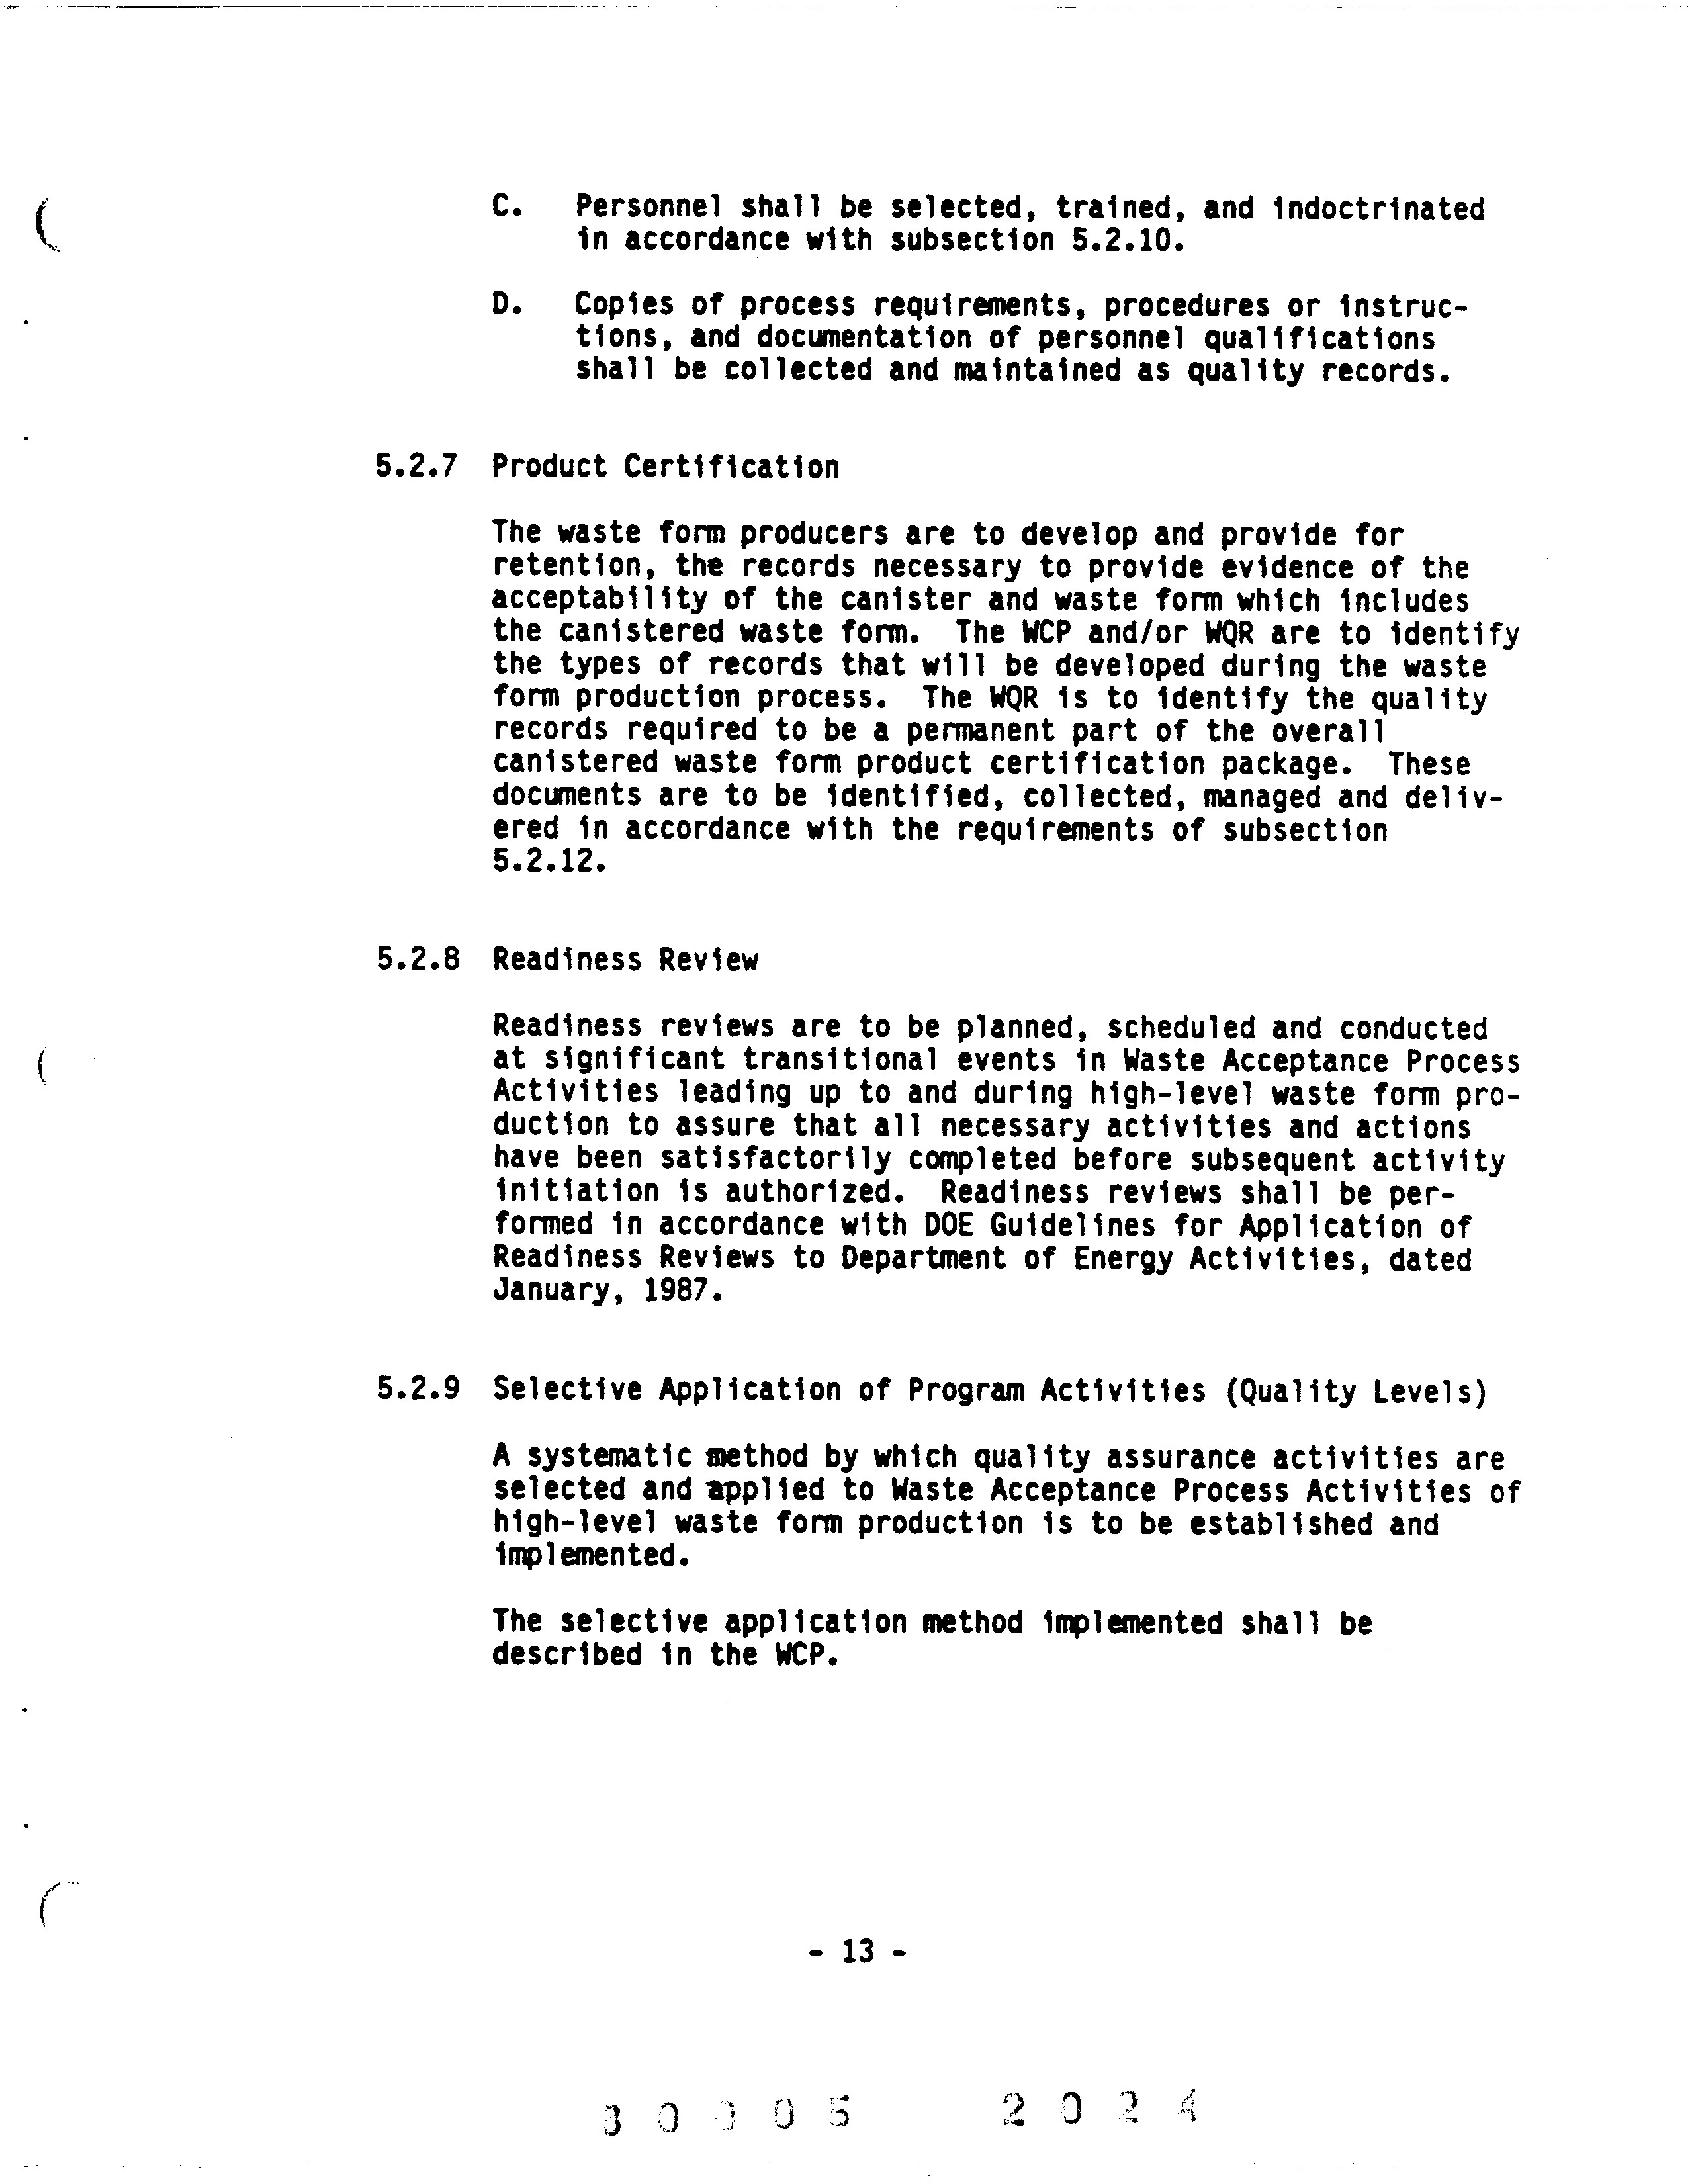 C. Personnel shall be selected, trained, and indoctrinated
in accordance with subsection 5.2.10.
D. Copies of process requirements, procedures or instruc-
tions, and documentation of personnel qualifications
shall be collected and maintained as quality records.
5.2.7 Product Certification
The waste form producers are to develop and provide for
retention, the records necessary to provide evidence of the
acceptability of the canister and waste form which includes
the canistered waste form. The WCP and/or WQR are to identify
the types of records that will be developed during the waste
form production process. The WQR is to identify the quality
records required to be a permanent part of the overall
canistered waste form product certification package. These
documents are to be identified, collected, managed and deliv-
ered in accordance with the requirements of subsection
5.2.12.
5.2.8 Readiness Review
Readiness reviews are to be planned, scheduled and conducted
at significant transitional events in Waste Acceptance Process
Activities leading up to and during high-level waste form pro-
duction to assure that all necessary activities and actions
have been satisfactorily completed before subsequent activity
initiation is authorized. Readiness reviews shall be per-
formed in accordance with DOE Guidelines for Application of
Readiness Reviews to Department of Energy Activities, dated
January, 1987.
5.2.9 Selective Application of Program Activities (Quality Levels)
A systematic method by which quality assurance activities are
selected and applied to Waste Acceptance Process Activities of
high-level waste form production is to be established and
implemented.
The selective application method implemented shall be
described in the WCP.
- 13 -
2 0 2 4